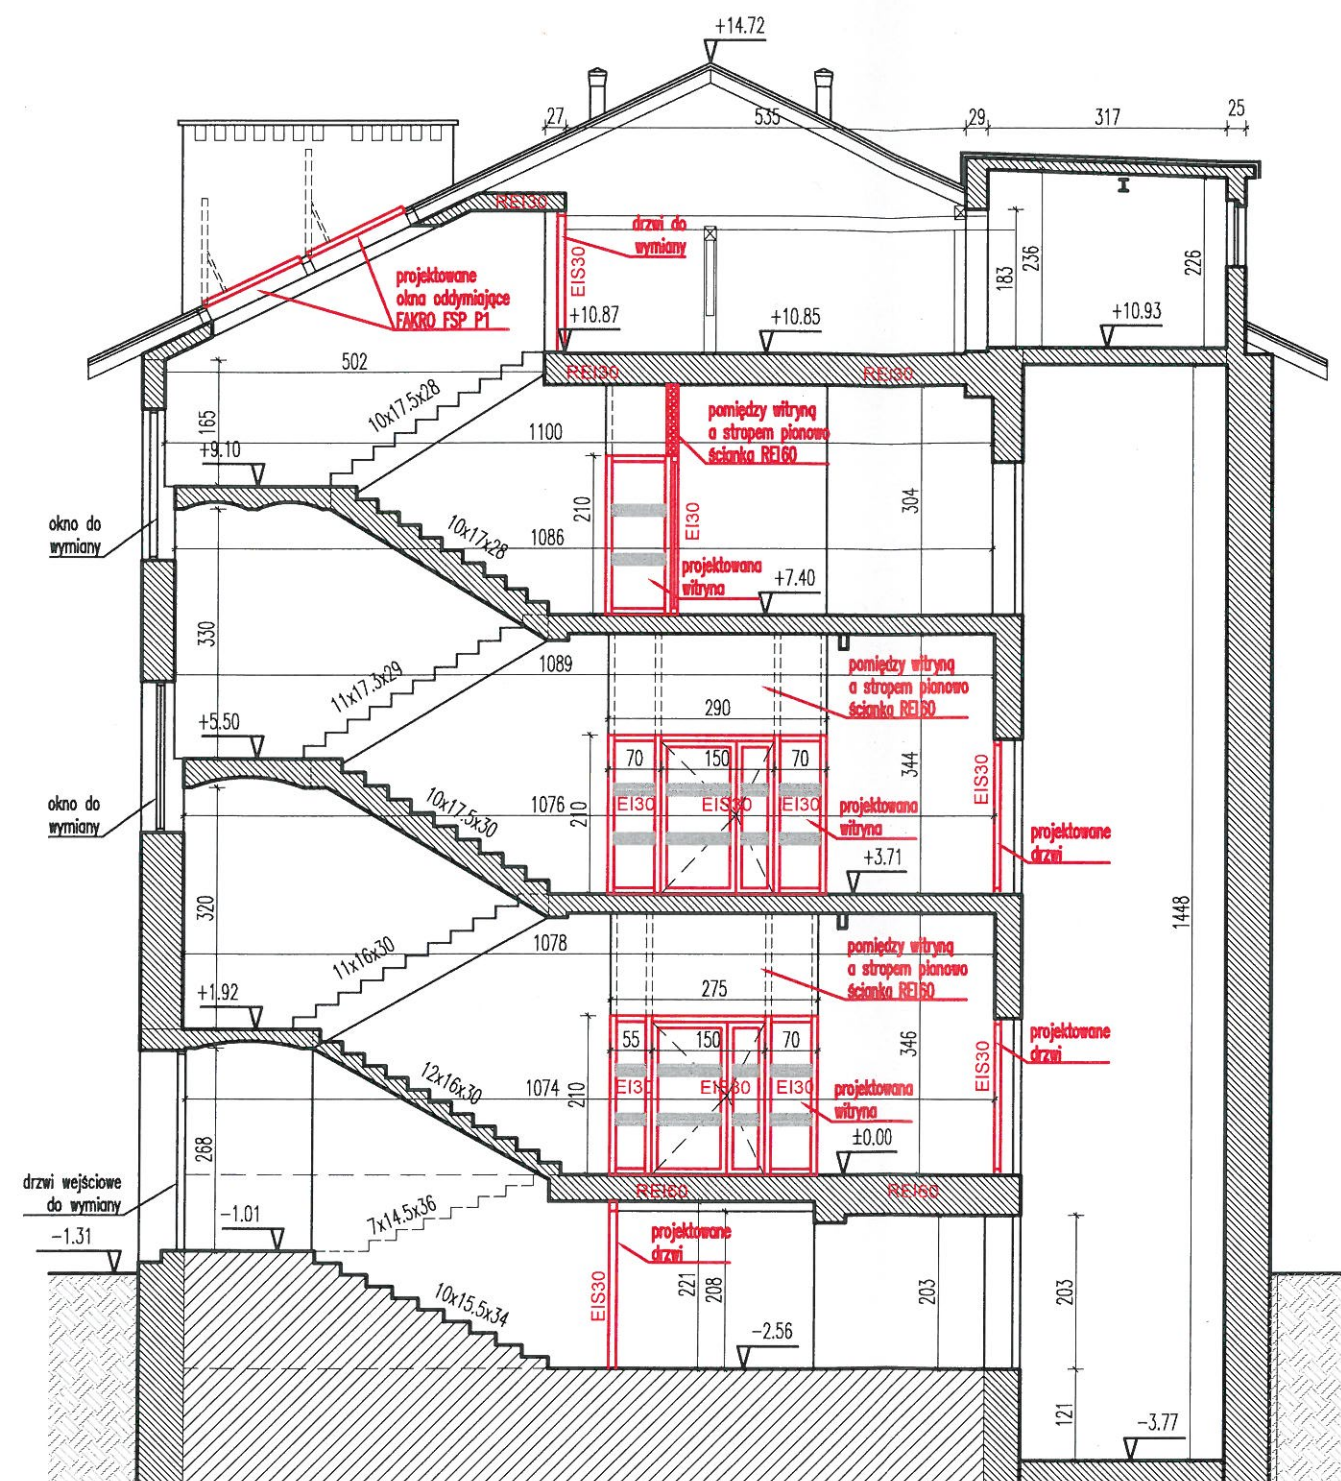 +14.72
27
535
29
317
25
REI30
drzwi do
wymiany
EIS30
projektowane
okna oddymiające
FAKRO FSP P1
183
236
226
+10.87
+10.85
+10.93
502
REI30
REI30
10x17.5x28
165
pomiędzy witryną
a stropem pionowo
ścianka REI60
1100
+9.10
okno do
wymiany
210
EI30
304
10x17x28
1086
projektowana
witryna
+7.40
330
1089
11x17.3x29
pomiędzy witryną
a stropem pionowo
ścianka REI60
290
+5.50
70
150
70
344
EIS30
okno do
wymiany
10x17.5x30
1076
210
EI30
EIS30
EI30
projektowana
witryna
projektowane
drzwi
+3.71
320
1448
1078
11x16x30
pomiędzy witryną
a stropem pionowo
ścianka REI60
275
+1.92
55
150
70
346
EIS30
projektowane
drzwi
12x16x30
1074
210
EI30
EIS30
EI30
projektowana
witryna
±0.00
268
drzwi wejściowe
do wymiany
REI60
REI60
-1.01
7x14.5x36
-1.31
projektowane
drzwi
EIS30
221
208
203
203
10x15.5x34
-2.56
121
-3.77